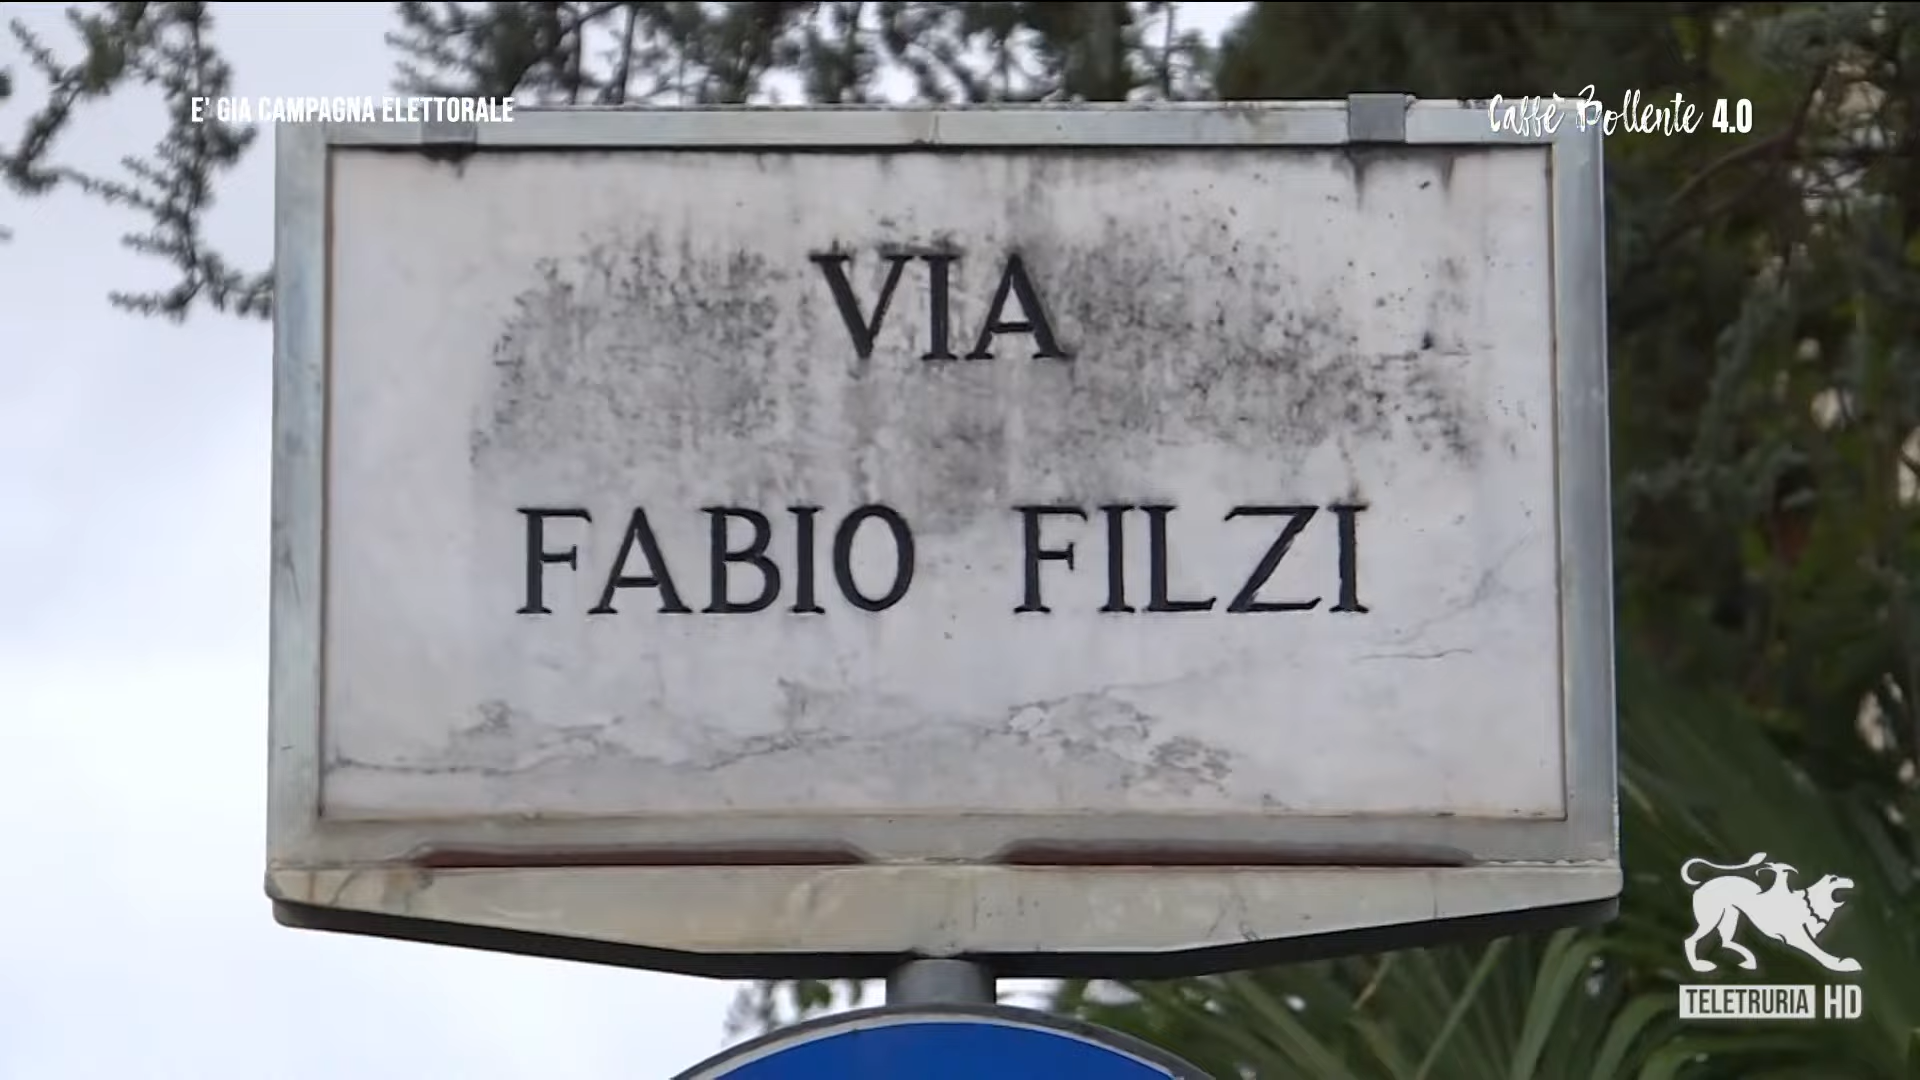 E' GIA CAMPAGNA ELETTORALE
Caffè Bollente 4.0
VIA
FABIO FILZI
TELETRURIA HD